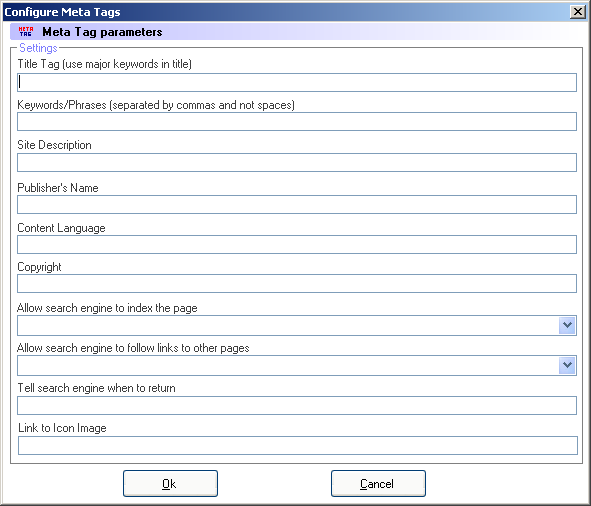 Configure Meta Tags
META
TAG
Meta Tag parameters
Settings
Title Tag (use major keywords in title)
Keywords/Phrases (separated by commas and not spaces)
Site Description
Publisher's Name
Content Language
Copyright
Allow search engine to index the page
Allow search engine to follow links to other pages
Tell search engine when to return
Link to Icon Image
Ok Cancel